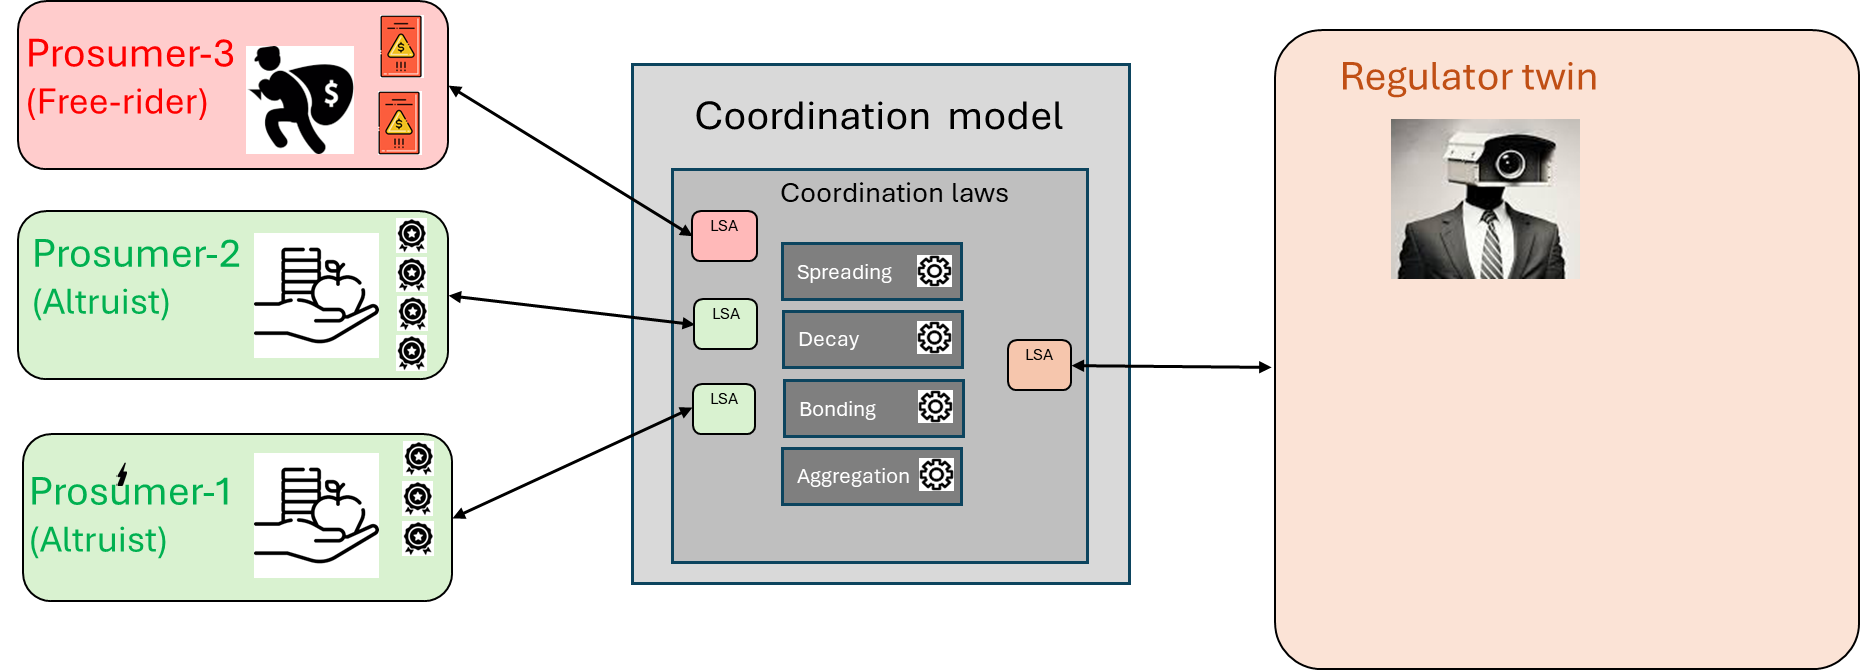 Prosumer-3
(Free-rider)
$
$
!!!
$
!!!
Prosumer-2
(Altruist)
Prosumer-1
(Altruist)
Coordination model
Coordination laws
LSA
LSA
LSA
Spreading
Decay
Bonding
Aggregation
LSA
Regulator twin